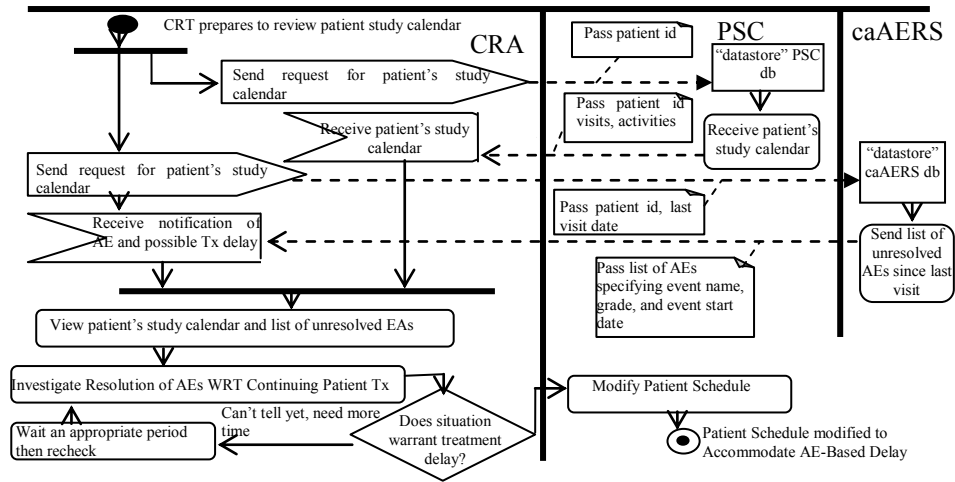 CRT prepares to review patient study calendar
CRA
PSC
caAERS
Pass patient id
Send request for patient's study
calendar
"datastore" PSC
db
Pass patient id
visits, activities
Receive patient's study
calendar
Receive patient's
study calendar
Send request for patient's study
calendar
"datastore"
caAERS db
Pass patient id, last
visit date
Receive notification of
AE and possible Tx delay
Send list of
unresolved
AEs since last
visit
Pass list of AEs
specifying event name,
grade, and event start
date
View patient's study calendar and list of unresolved EAs
Investigate Resolution of AEs WRT Continuing Patient Tx
Modify Patient Schedule
Can't tell yet, need more
time
Does situation
warrant treatment
delay?
Wait an appropriate period
then recheck
Patient Schedule modified to
Accommodate AE-Based Delay